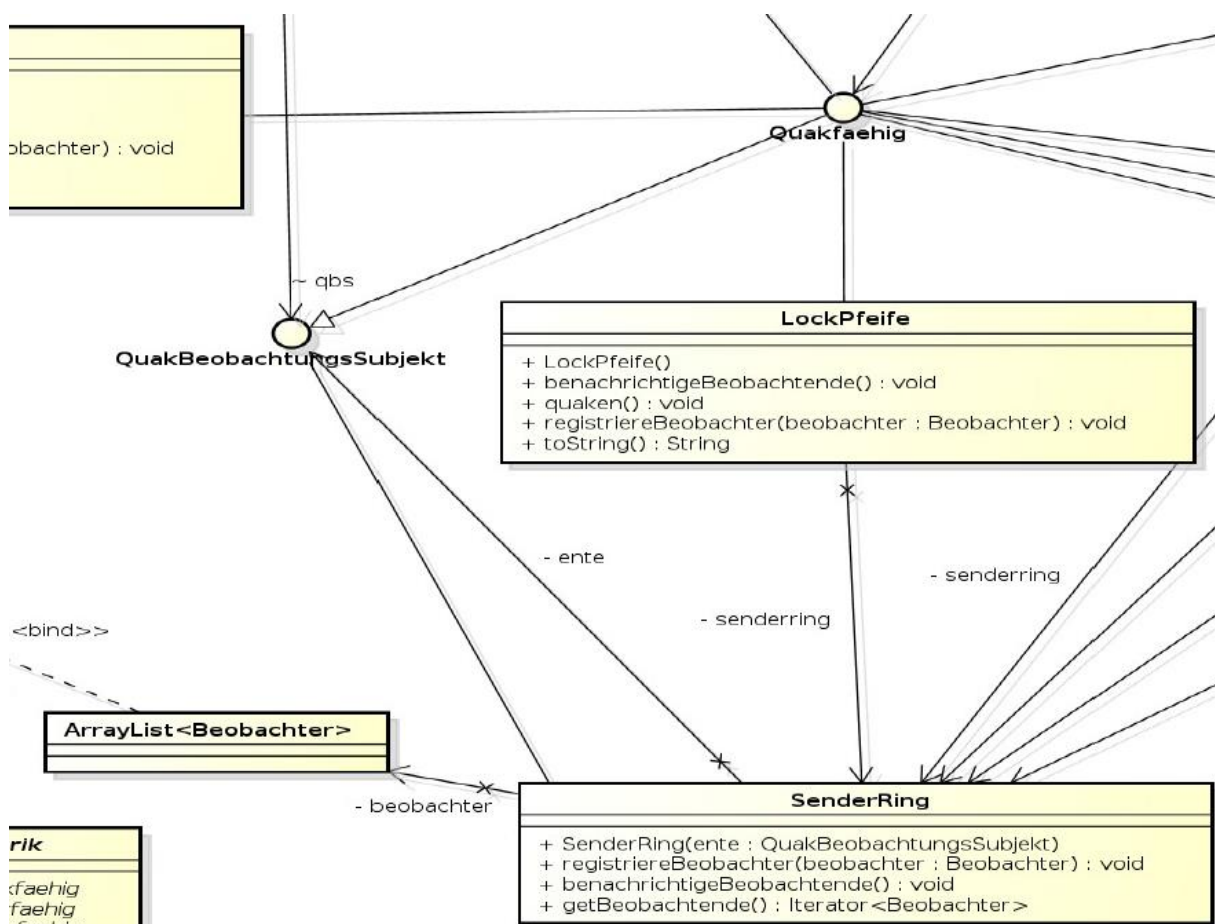 Quakfaehig
obachter) : void
~ qbs
QuakBeobachtungsSubjekt
LockPfeife
+ LockPfeife()
+ benachrichtigeBeobachtende() : void
+ quaken() : void
+ registriereBeobachter(beobachter : Beobachter) : void
+ toString() : String
- ente
- senderring
- senderring
<bind>>
ArrayList<Beobachter>
- beobachter
SenderRing
+ SenderRing(ente : QuakBeobachtungsSubjekt)
+ registriereBeobachter(beobachter : Beobachter) : void
+ benachrichtigeBeobachtende() : void
+ getBeobachtende() : Iterator<Beobachter>
rik
faehig
faehig